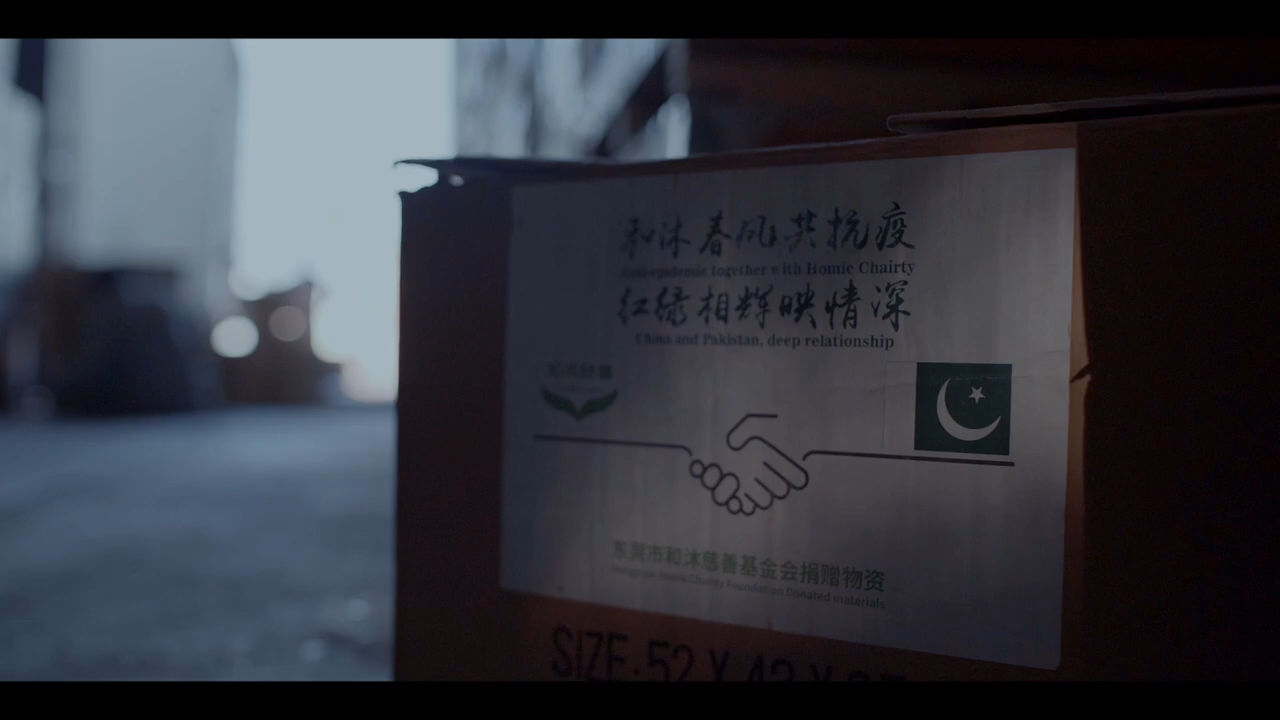 和沐春风共抗疫
Anti-epidemic together with Homie Chairty
红绿相辉映情深
China and Pakistan, deep relationship
东莞市和沐慈善基金会捐赠物资
Dongguan Homie Charity Foundation Donated materials
SIZE:52 X 42 X